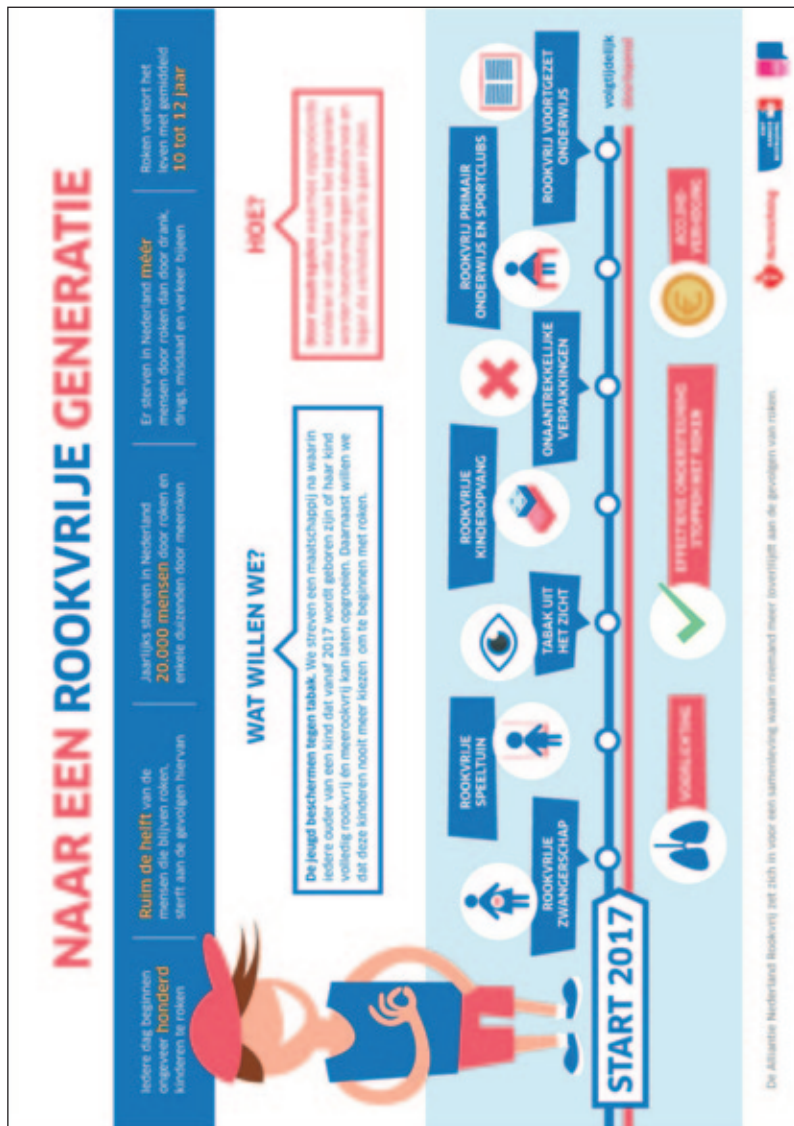 NAAR EEN ROOKVRIJE GENERATIE
Iedere dag beginnen
ongeveer honderd
kinderen te roken
Ruim de helft van de
mensen die blijven roken,
sterft aan de gevolgen hiervan
Jaarlijks sterven in Nederland
20.000 mensen door roken en
enkele duizenden door meeroken
Er sterven in Nederland méér
mensen door roken dan door drank,
drugs, misdaad en verkeer bijeen
Roken verkort het
leven met gemiddeld
10 tot 12 jaar
WAT WILLEN WE?
De jeugd beschermen tegen tabak. We streven een maatschappij na waarin
iedere ouder van een kind dat vanaf 2017 wordt geboren zijn of haar kind
volledig rookvrij én meerookvrij kan laten opgroeien. Daarnaast willen we
dat deze kinderen nooit meer kiezen om te beginnen met roken.
HOE?
ROOKVRIJE
ZWANGERSCHAP
ROOKVRIJE
SPEELTUIN
TABAK UIT
HET ZICHT
ROOKVRIJE
KINDEROPVANG
ONAANTREKKELIJKE
VERPAKKINGEN
ROOKVRIJ PRIMAIR
ONDERWIJS EN SPORTCLUBS
ROOKVRIJ VOORTGEZET
ONDERWIJS
START 2017
volgtijdelijk
doorlopend
VOORLICHTING
EFFECTIEVE ONDERSTEUNING
STOPPEN-MET-ROKEN
ACCIJNS-
VERHOGING
De Alliantie Nederland Rookvrij zet zich in voor een samenleving waarin niemand meer lijdt aan de gevolgen van roken.
Hartstichting